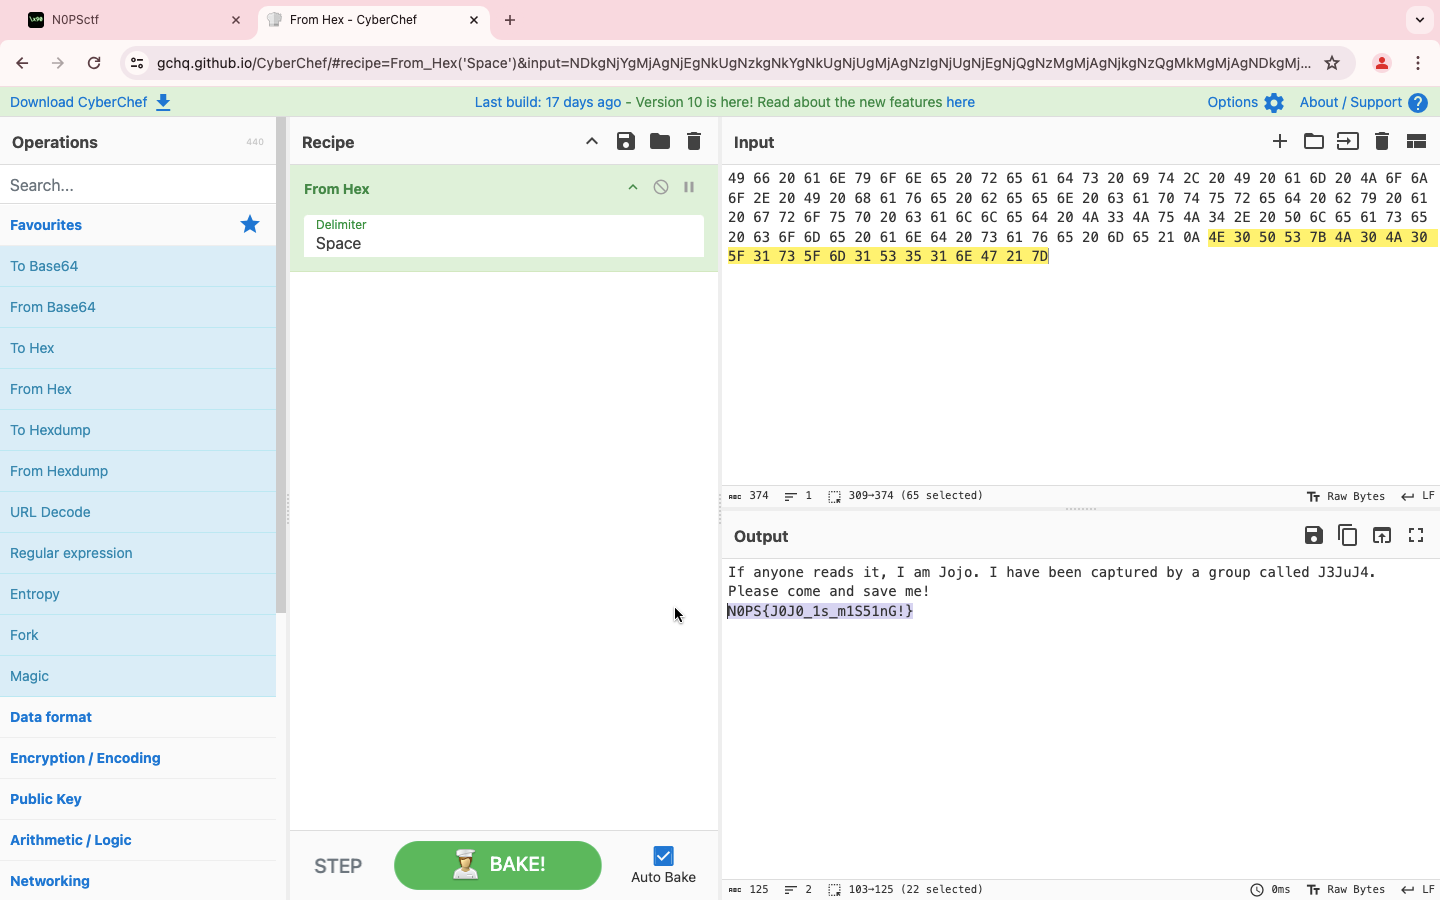 N0PSctf
From Hex - CyberChef
gchq.github.io/CyberChef/#recipe=From_Hex('Space')&input=NDkgNjYgMjAgNjEgNkUgNzkgNkYgNkUgNjUgMjAgNzIgNjUgNjEgNjQgNzMgMjAgNjkgNzQgMkMgMjAgNDkgMj...
Download CyberChef
Last build: 17 days ago - Version 10 is here! Read about the new features here
Options
About / Support
Operations
440
Search...
Favourites
To Base64
From Base64
To Hex
From Hex
To Hexdump
From Hexdump
URL Decode
Regular expression
Entropy
Fork
Magic
Data format
Encryption / Encoding
Public Key
Arithmetic / Logic
Networking
Recipe
From Hex
Delimiter
Space
STEP
BAKE!
Auto Bake
Input
49 66 20 61 6E 79 6F 6E 65 20 72 65 61 64 73 20 69 74 2C 20 49 20 61 6D 20 4A 6F 6A
6F 2E 20 49 20 68 61 76 65 20 62 65 65 6E 20 63 61 70 74 75 72 65 64 20 62 79 20 61
20 67 72 6F 75 70 20 63 61 6C 6C 65 64 20 4A 33 4A 75 4A 34 2E 20 50 6C 65 61 73 65
20 63 6F 6D 65 20 61 6E 64 20 73 61 76 65 20 6D 65 21 0A 4E 30 50 53 7B 4A 30 4A 30
5F 31 73 5F 6D 31 53 35 31 6E 47 21 7D
ABC 374 1 309→374 (65 selected)
Raw Bytes LF
Output
If anyone reads it, I am Jojo. I have been captured by a group called J3JuJ4.
Please come and save me!
N0PS{J0J0_1s_m1S51nG!}
ABC 125 2 103→125 (22 selected)
0ms Raw Bytes LF